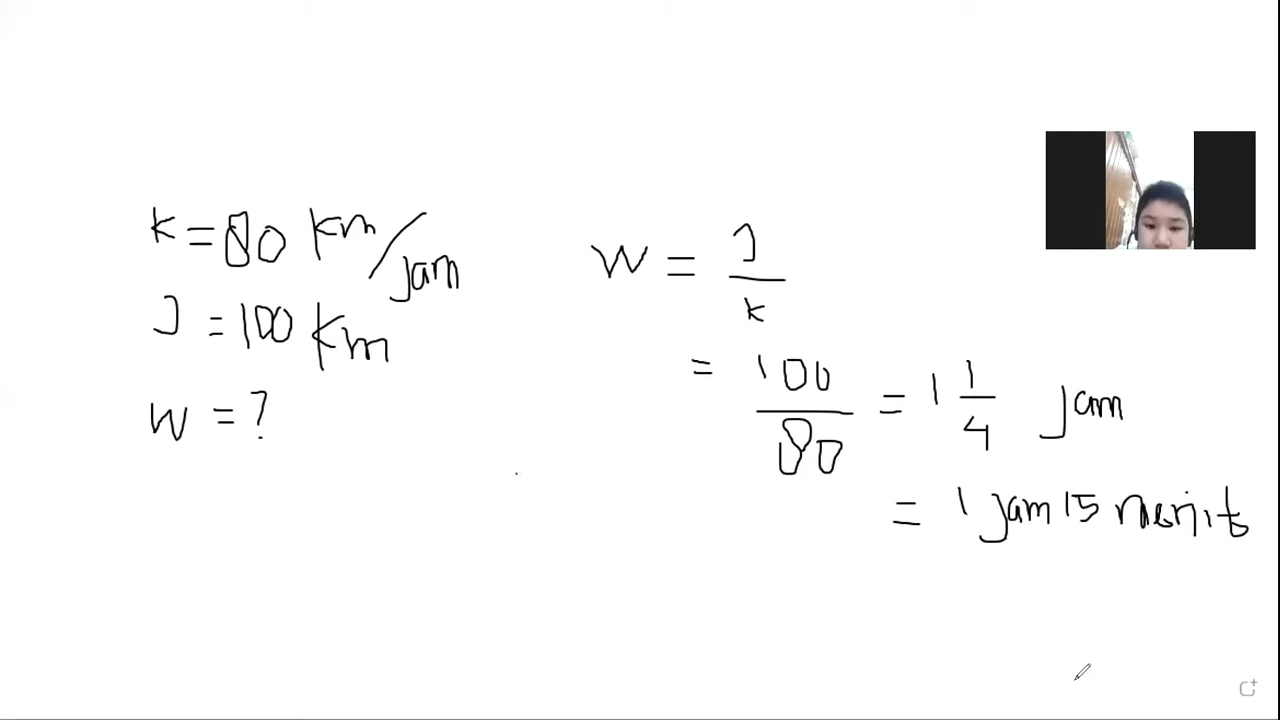 K = 80 km/jam
J = 100 km
W = ?
W = J/K
= 100/80 = 1 1/4 jam
= 1 jam 15 menit